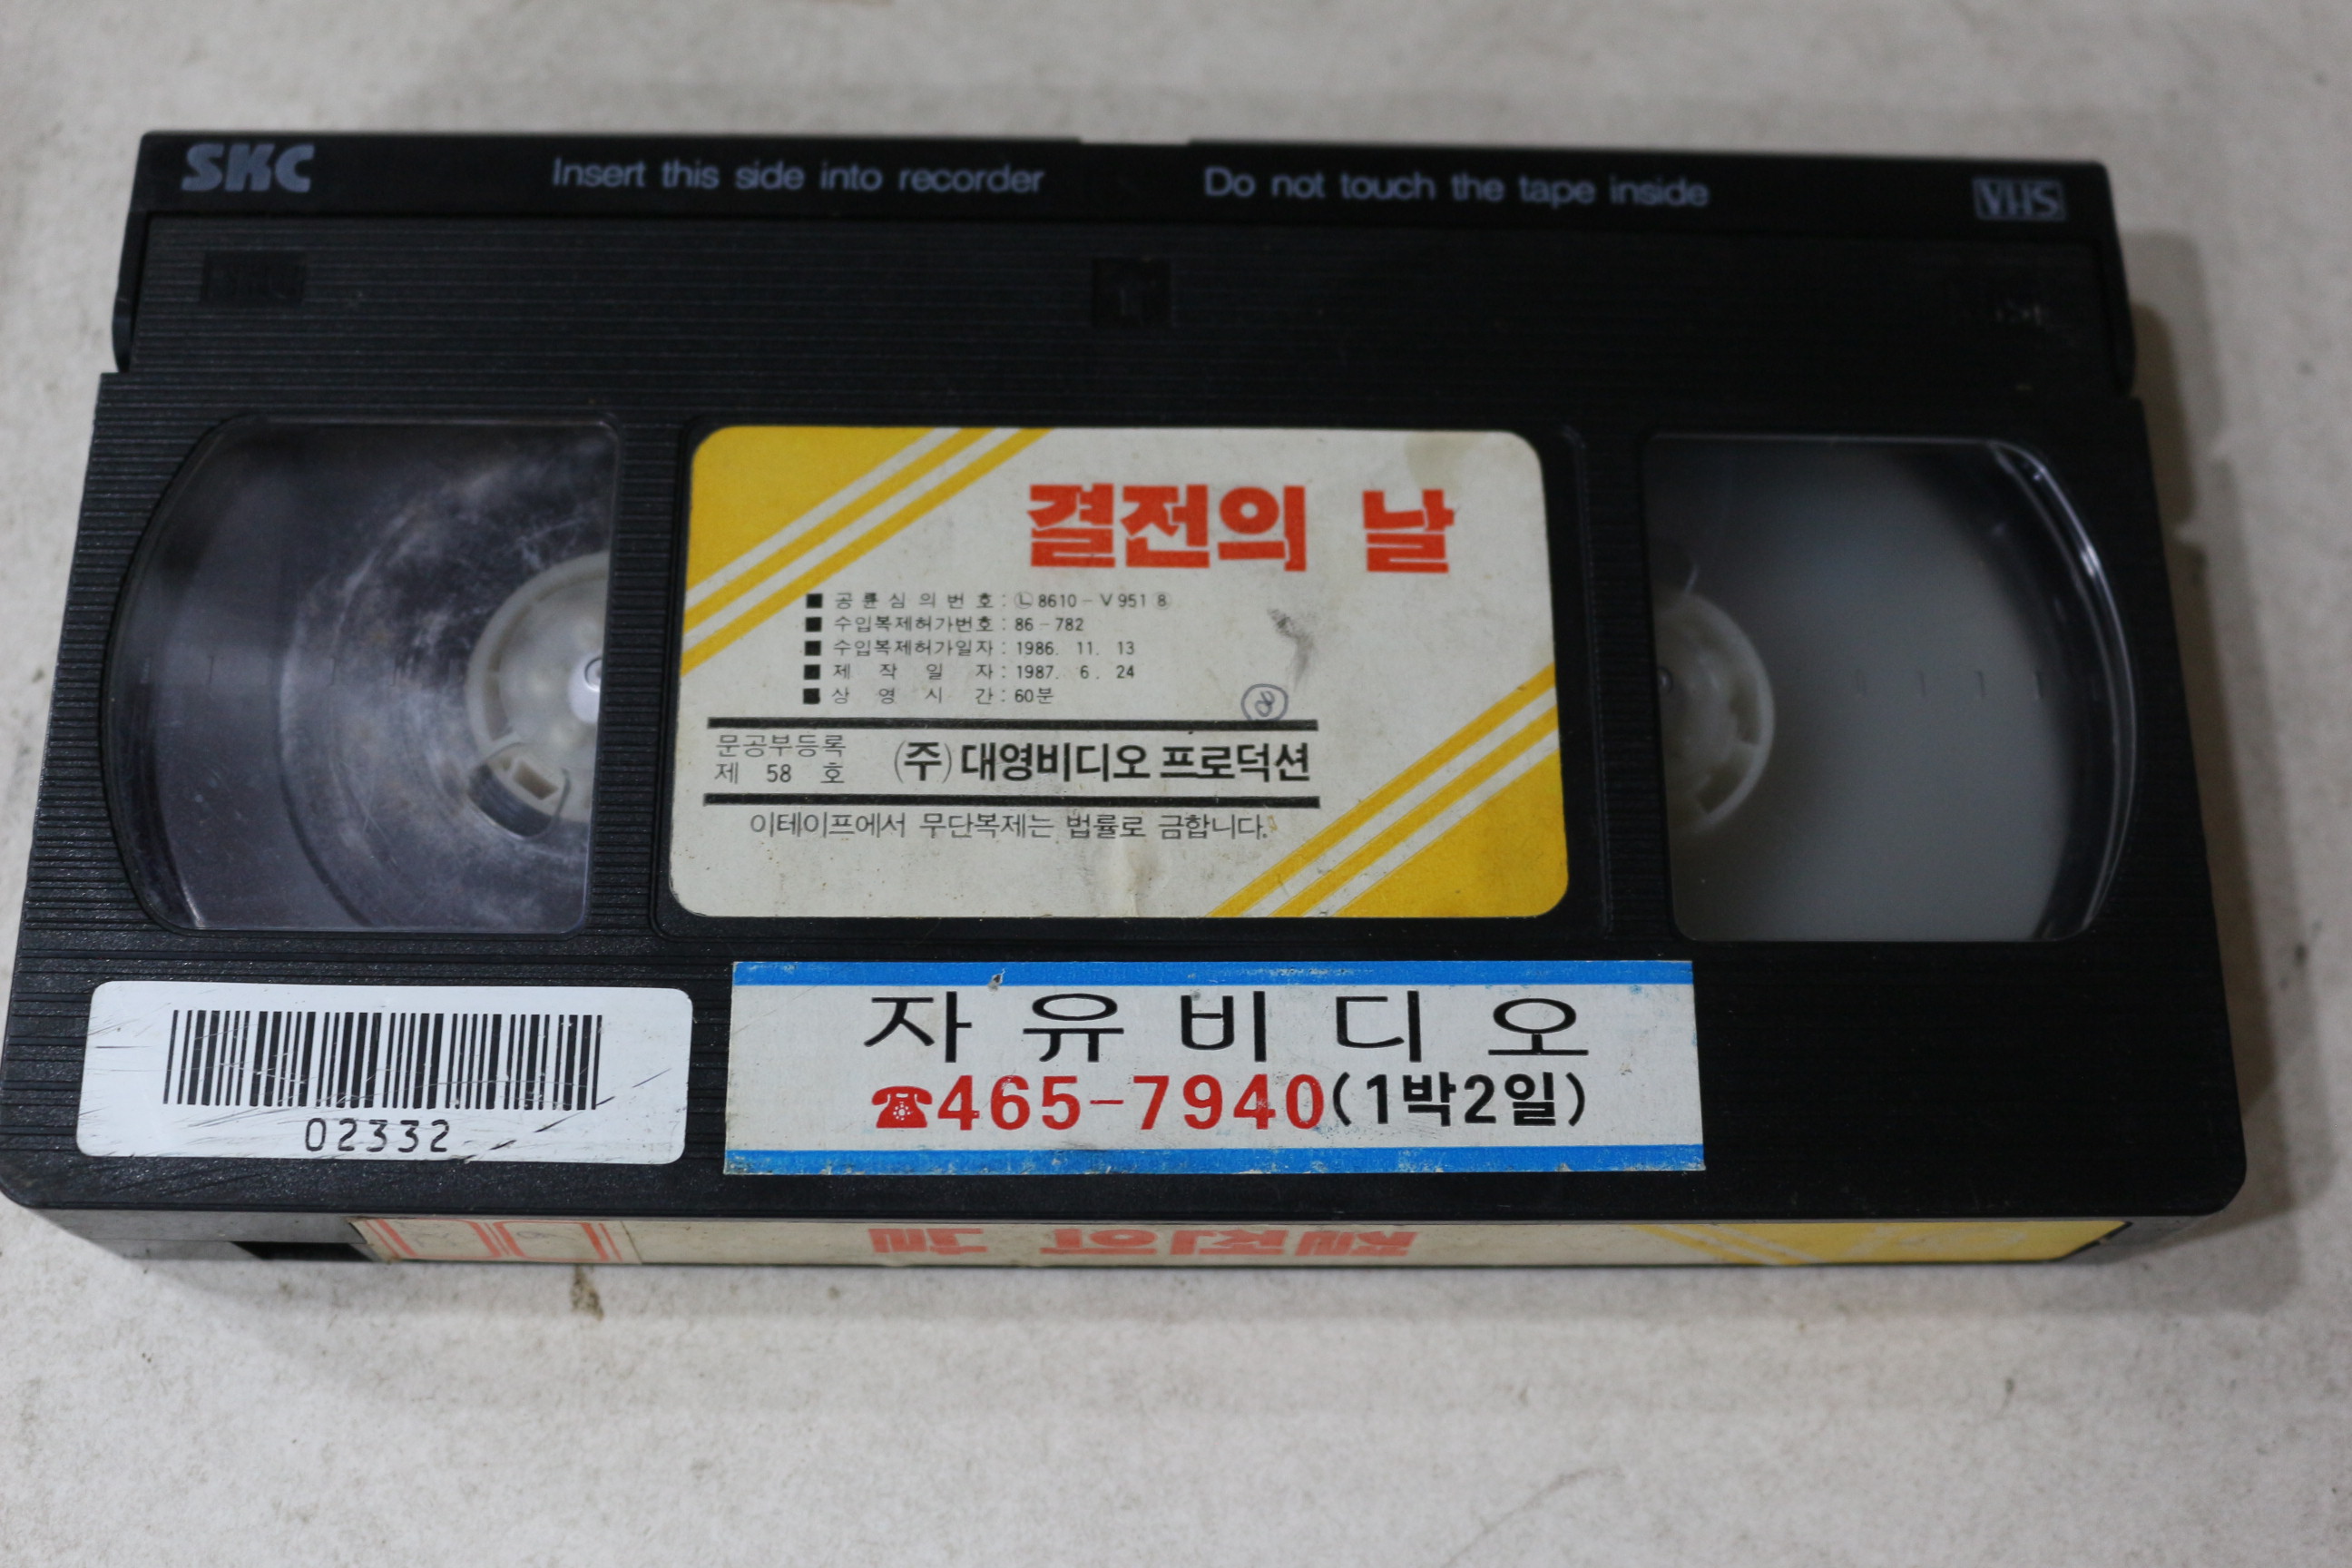 SKC Insert this side into recorder Do not touch the tape inside VHS
결전의 날
■ 공륜심의번호 : Ⓛ8610-V951⑧
■ 수입복제허가번호 : 86-782
■ 수입복제허가일자 : 1986. 11. 13
■ 제작일자 : 1987. 6. 24
■ 상영시간 : 60분
문공부등록
제 58 호
(주)대영비디오 프로덕션
이테이프에서 무단복제는 법률로 금합니다.
자유비디오
☎465-7940(1박2일)
02332
결전의 날